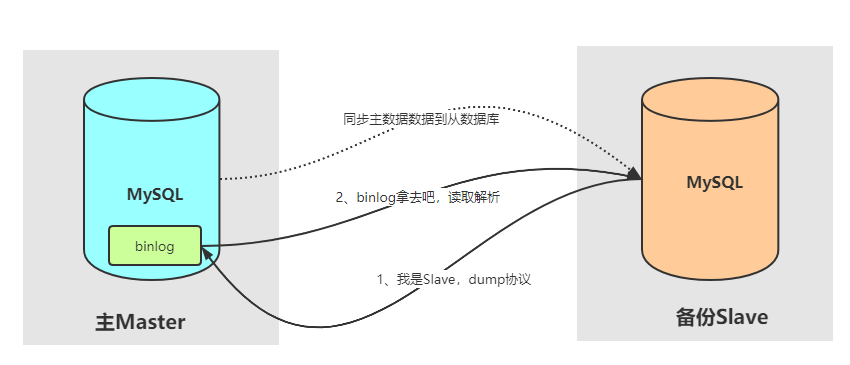 同步主数据数据到从数据库
MySQL
MySQL
2、binlog拿去吧，读取解析
binlog
1、我是Slave，dump协议
主Master
备份Slave